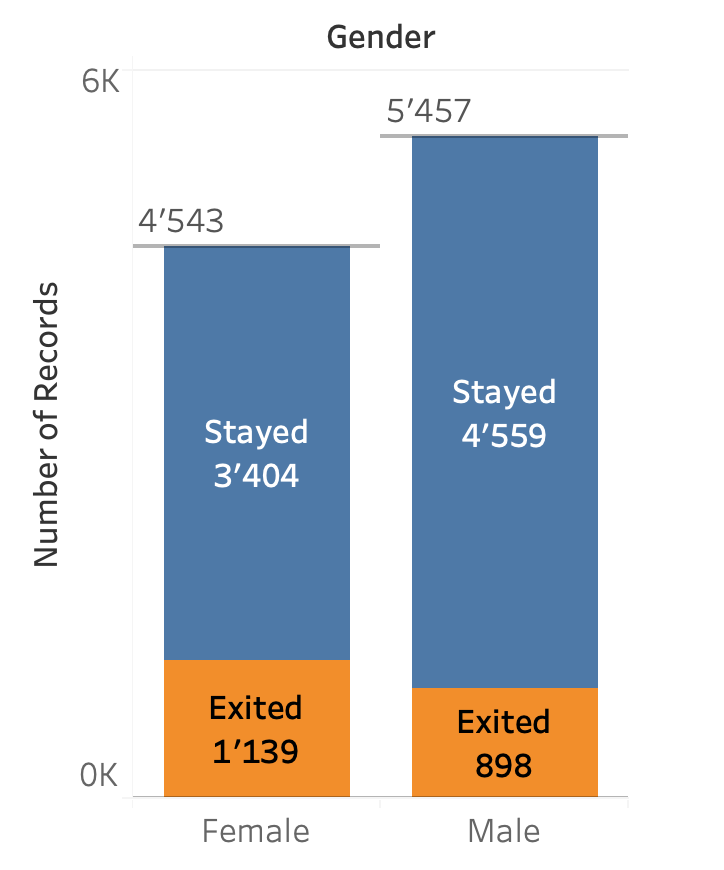 Gender
6K
5’457
4’543
Number of Records
Stayed
4’559
Stayed
3’404
Exited
1’139
Exited
898
0K
Female
Male